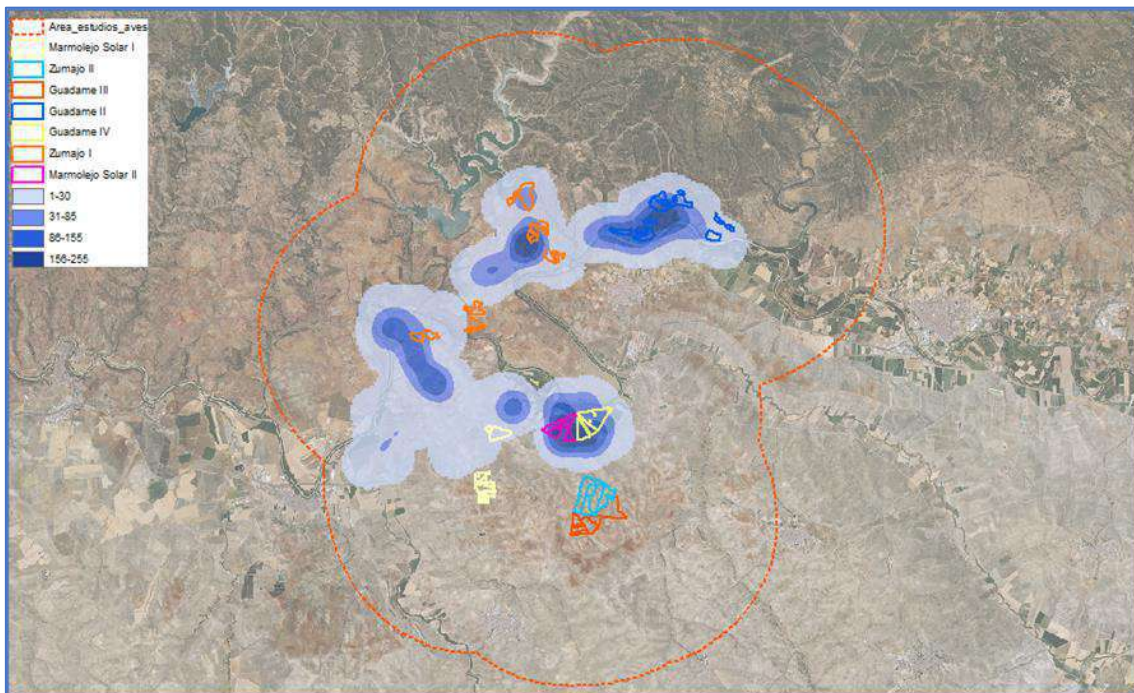 Area_estudios_aves
Marmolejo Solar I
Zumajo II
Guadame III
Guadame II
Guadame IV
Zumajo I
Marmolejo Solar II
1-30
31-85
86-155
156-255